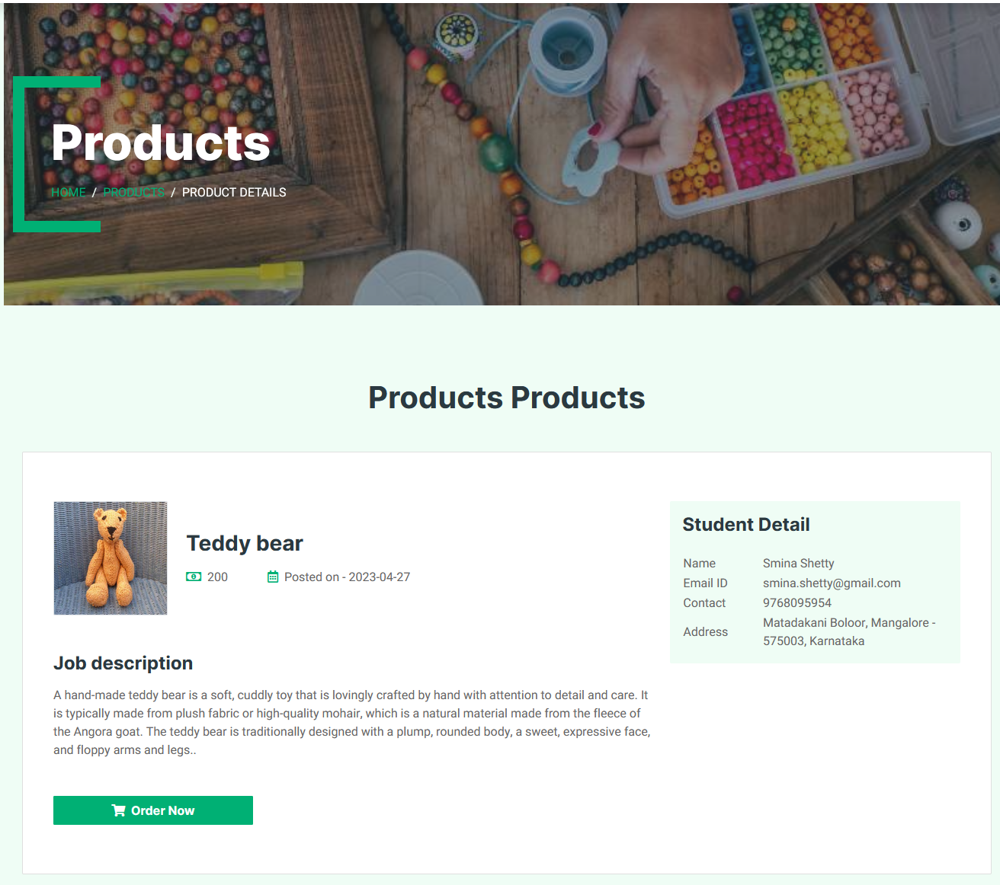 Products
HOME / PRODUCTS / PRODUCT DETAILS
Products Products
Teddy bear
200 Posted on - 2023-04-27
Job description
A hand-made teddy bear is a soft, cuddly toy that is lovingly crafted by hand with attention to detail and care. It
is typically made from plush fabric or high-quality mohair, which is a natural material made from the fleece of
the Angora goat. The teddy bear is traditionally designed with a plump, rounded body, a sweet, expressive face,
and floppy arms and legs..
Order Now
Student Detail
Name Smina Shetty
Email ID smina.shetty@gmail.com
Contact 9768095954
Address Matadakani Boloor, Mangalore -
575003, Karnataka